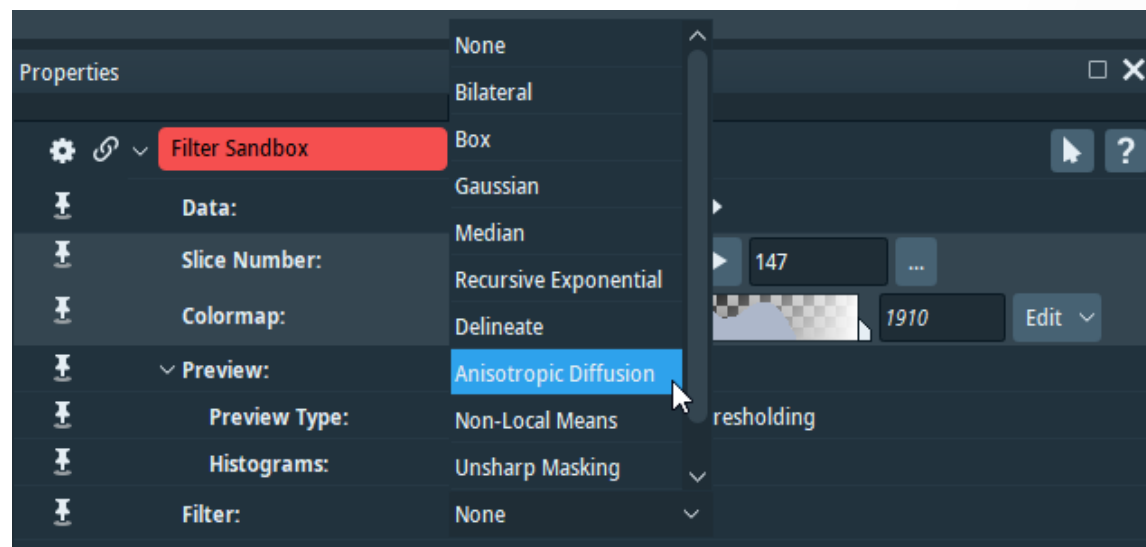 Properties
None
Bilateral
Box
Gaussian
Median
Recursive Exponential
Delineate
Anisotropic Diffusion
Non-Local Means
Unsharp Masking
Filter Sandbox
?
Data:
Slice Number:
147
...
Colormap:
1910
Edit
Preview:
Preview Type:
resholding
Histograms:
Filter:
None